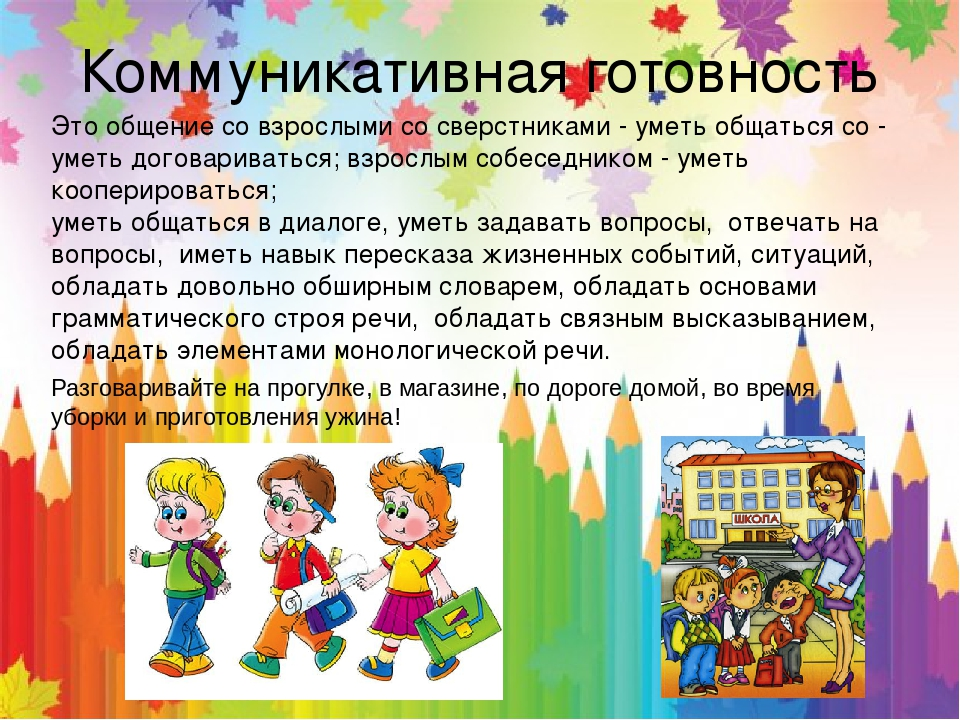 Коммуникативная готовность
Это общение со взрослыми со сверстниками - уметь общаться со -
уметь договариваться; взрослым собеседником - уметь
кооперироваться;
уметь общаться в диалоге, уметь задавать вопросы, отвечать на
вопросы, иметь навык пересказа жизненных событий, ситуаций,
обладать довольно обширным словарем, обладать основами
грамматического строя речи, обладать связным высказыванием,
обладать элементами монологической речи.
Разговаривайте на прогулке, в магазине, по дороге домой, во время
уборки и приготовления ужина!
ШКОЛА